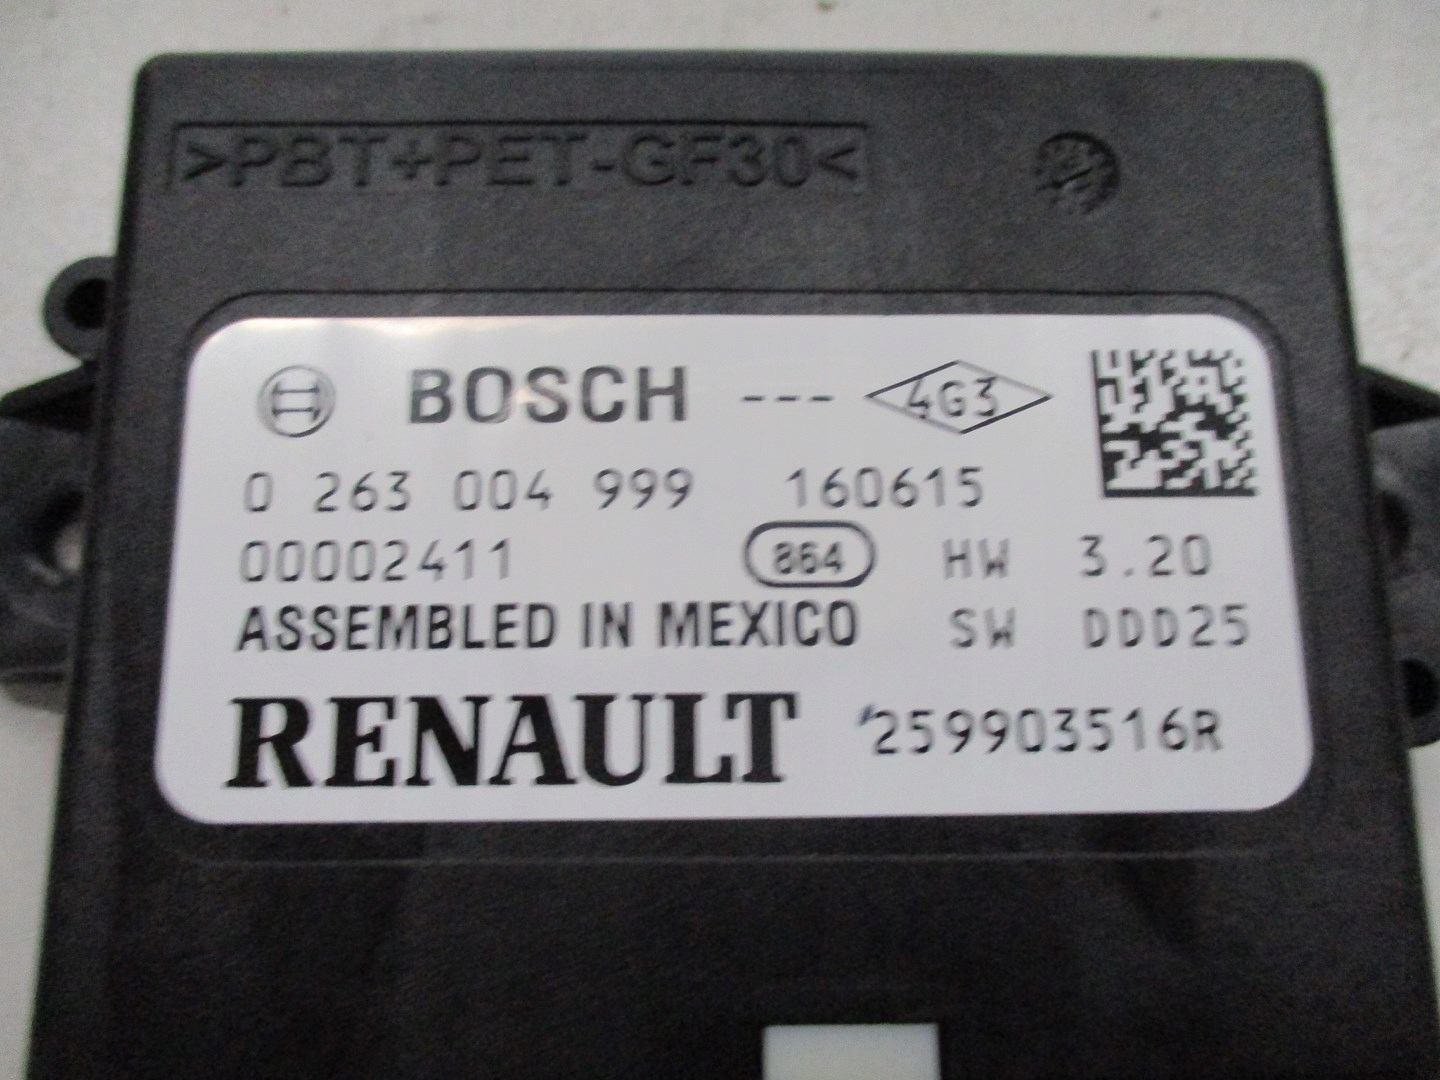 >PBT+PET-GF30<
BOSCH --- 4G3
0 263 004 999 160615
00002411 864 HW 3.20
ASSEMBLED IN MEXICO SW DDD25
RENAULT 259903516R